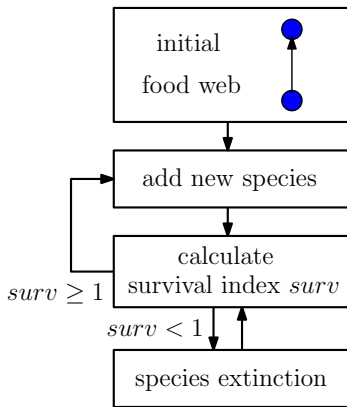 initial
food web
add new species
calculate
survival index surv
surv ≥ 1
surv < 1
species extinction